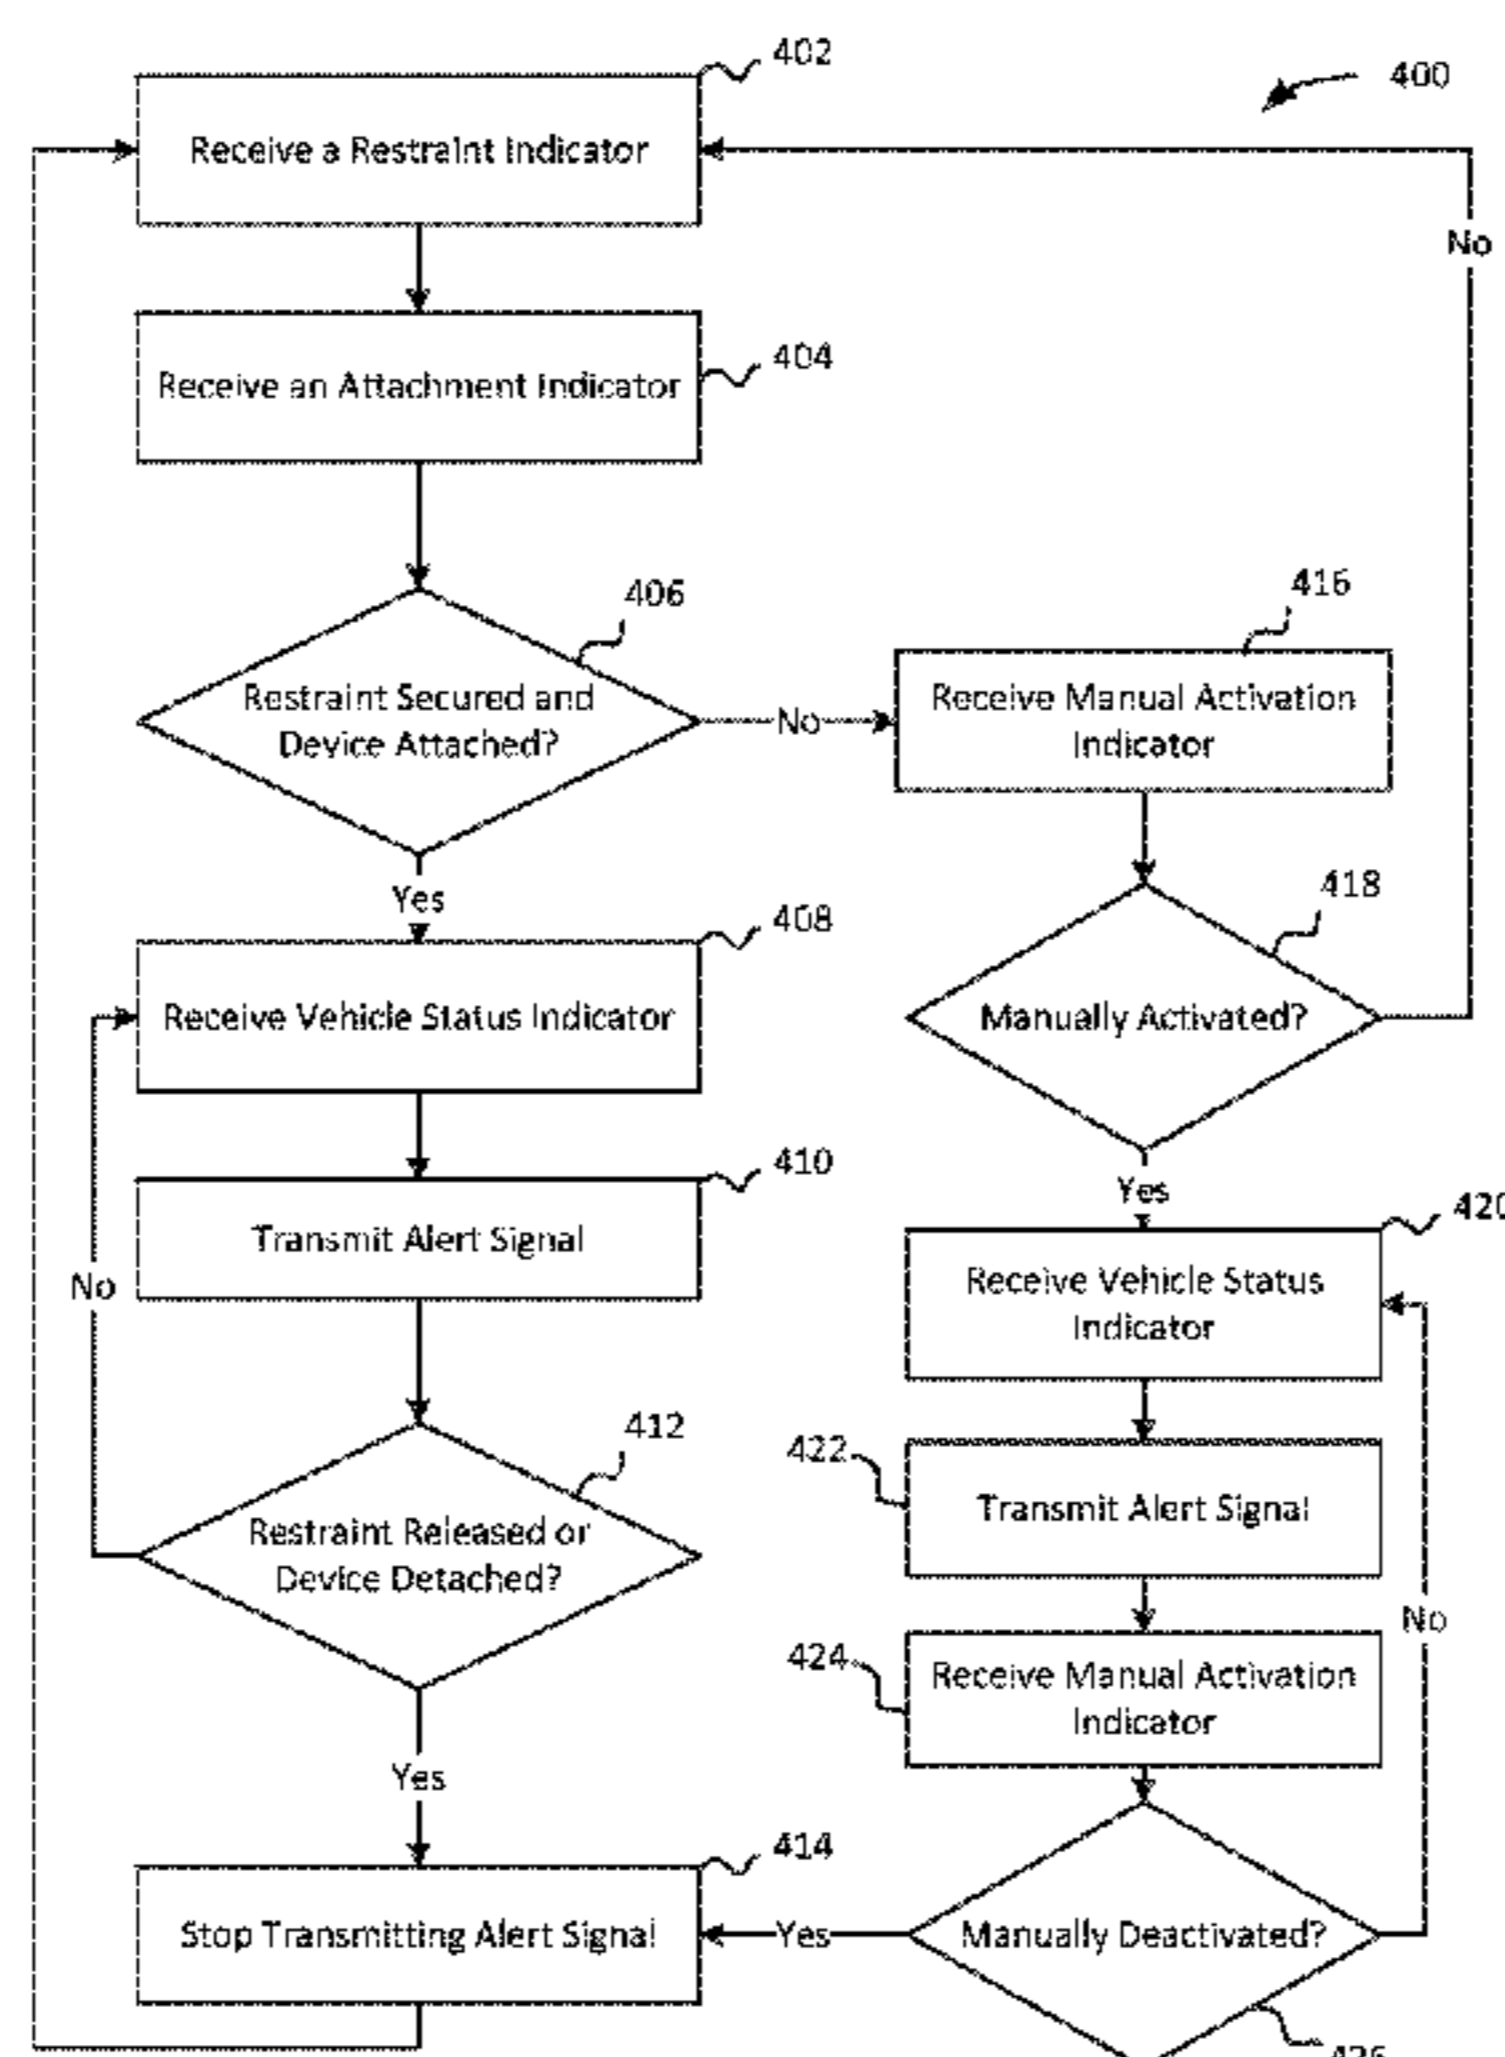 402
400
Receive a Restraint Indicator
No
404
Receive an Attachment Indicator
406
416
Restraint Secured and
Device Attached?
No
Receive Manual Activation
Indicator
Yes
418
408
Receive Vehicle Status Indicator
Manually Activated?
410
Yes
420
Transmit Alert Signal
No
Receive Vehicle Status
Indicator
412
422
Transmit Alert Signal
Restraint Released or
Device Detached?
No
424
Receive Manual Activation
Indicator
Yes
414
Stop Transmitting Alert Signal
Yes
Manually Deactivated?